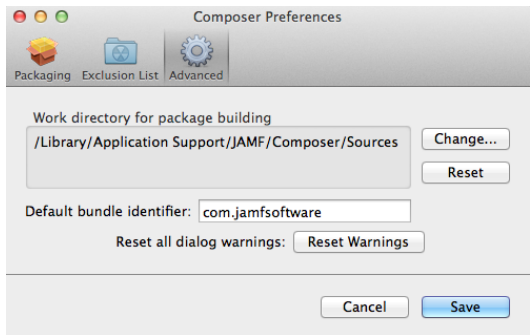 Composer Preferences
Packaging Exclusion List Advanced
Work directory for package building
/Library/Application Support/JAMF/Composer/Sources
Change...
Reset
Default bundle identifier: com.jamfsoftware
Reset all dialog warnings: Reset Warnings
Cancel Save